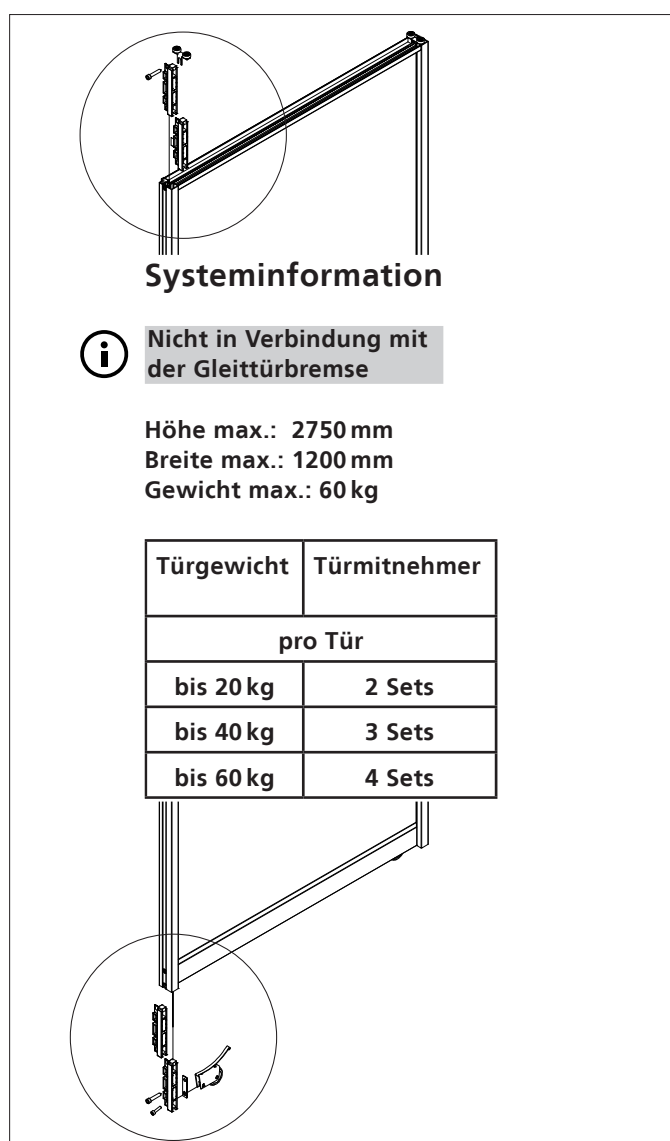 Systeminformation
Nicht in Verbindung mit
der Gleittürbremse
Höhe max.: 2750 mm
Breite max.: 1200 mm
Gewicht max.: 60 kg
Türgewicht Türmitnehmer
pro Tür
bis 20 kg 2 Sets
bis 40 kg 3 Sets
bis 60 kg 4 Sets